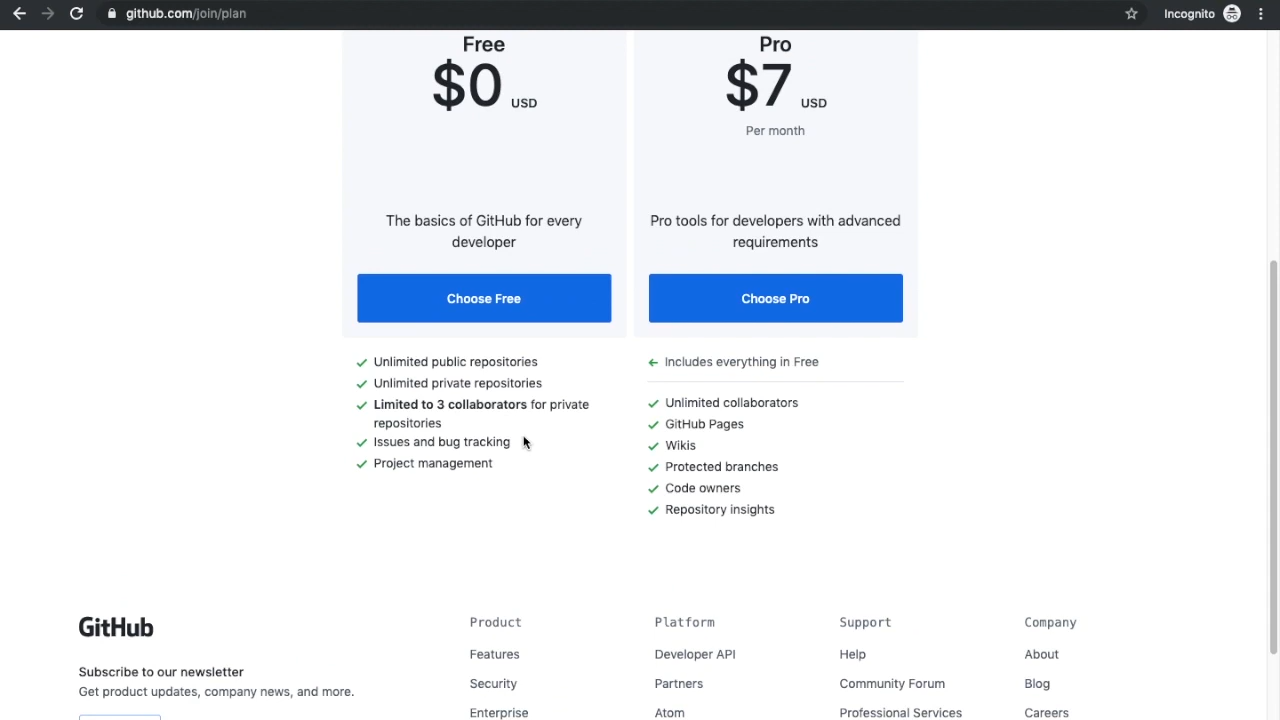 github.com/join/plan
Incognito
Free
$0 USD
The basics of GitHub for every
developer
Choose Free
Unlimited public repositories
Unlimited private repositories
Limited to 3 collaborators for private
repositories
Issues and bug tracking
Project management
Pro
$7 USD
Per month
Pro tools for developers with advanced
requirements
Choose Pro
Includes everything in Free
Unlimited collaborators
GitHub Pages
Wikis
Protected branches
Code owners
Repository insights
GitHub
Subscribe to our newsletter
Get product updates, company news, and more.
Product
Features
Security
Enterprise
Platform
Developer API
Partners
Atom
Support
Help
Community Forum
Professional Services
Company
About
Blog
Careers